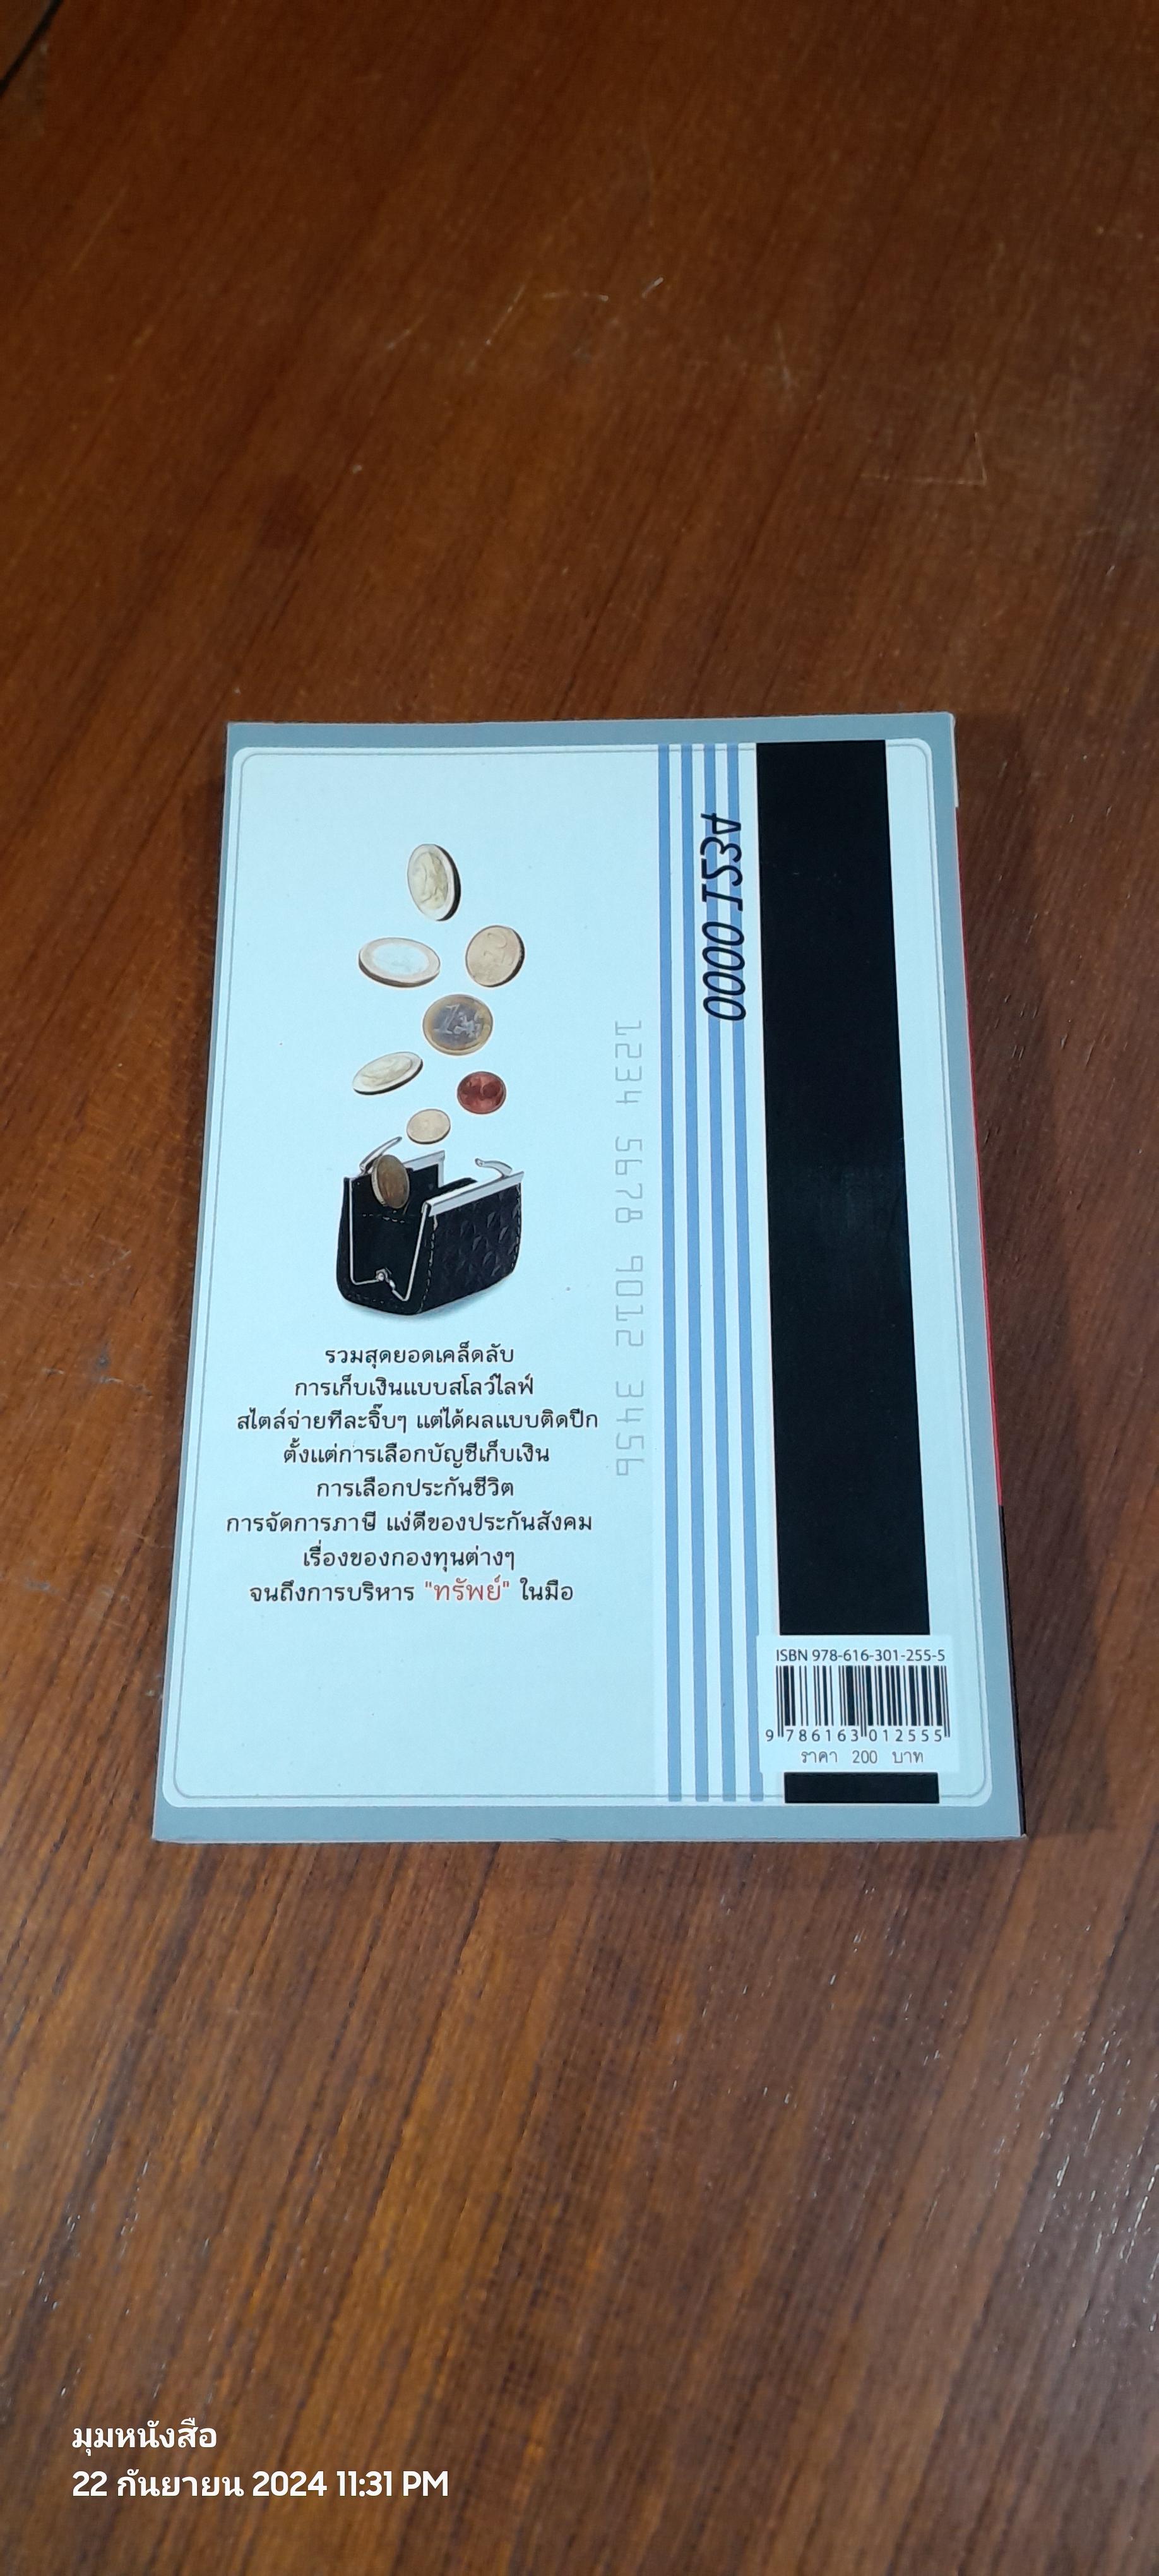 AEST 0000
1234 5678 9012 3456
รวมสุดยอดเคล็ดลับ
การเก็บเงินแบบสโลว์ไลฟ์
สไตล์จ่ายทีละจิ๊บๆ แต่ได้ผลแบบติดปีก
ตั้งแต่การเลือกบัญชีเก็บเงิน
การเลือกประกันชีวิต
การจัดการภาษี แง่ดีของประกันสังคม
เรื่องของกองทุนต่างๆ
จนถึงการบริหาร "ทรัพย์" ในมือ
ISBN 978-616-301-255-5
9 786163 012555
ราคา 200 บาท
มุมหนังสือ
22 กันยายน 2024 11:31 PM